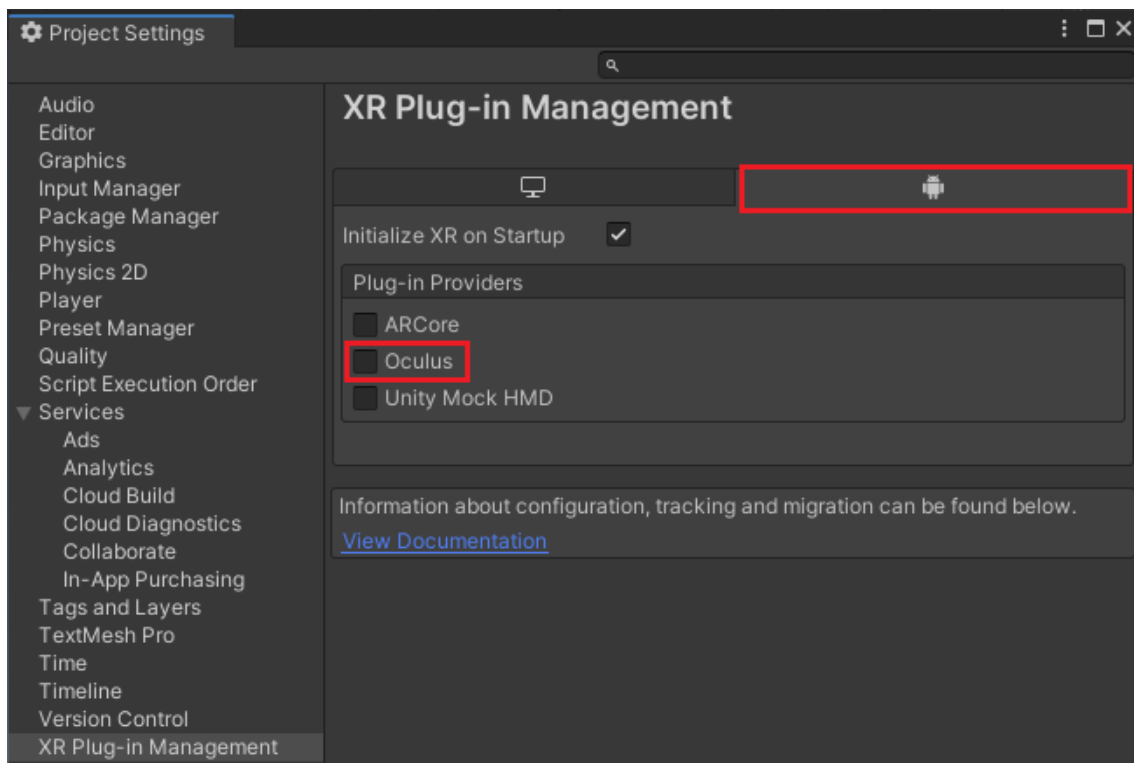 Project Settings
Audio
Editor
Graphics
Input Manager
Package Manager
Physics
Physics 2D
Player
Preset Manager
Quality
Script Execution Order
Services
Ads
Analytics
Cloud Build
Cloud Diagnostics
Collaborate
In-App Purchasing
Tags and Layers
TextMesh Pro
Time
Timeline
Version Control
XR Plug-in Management
XR Plug-in Management
Initialize XR on Startup
Plug-in Providers
ARCore
Oculus
Unity Mock HMD
Information about configuration, tracking and migration can be found below.
View Documentation